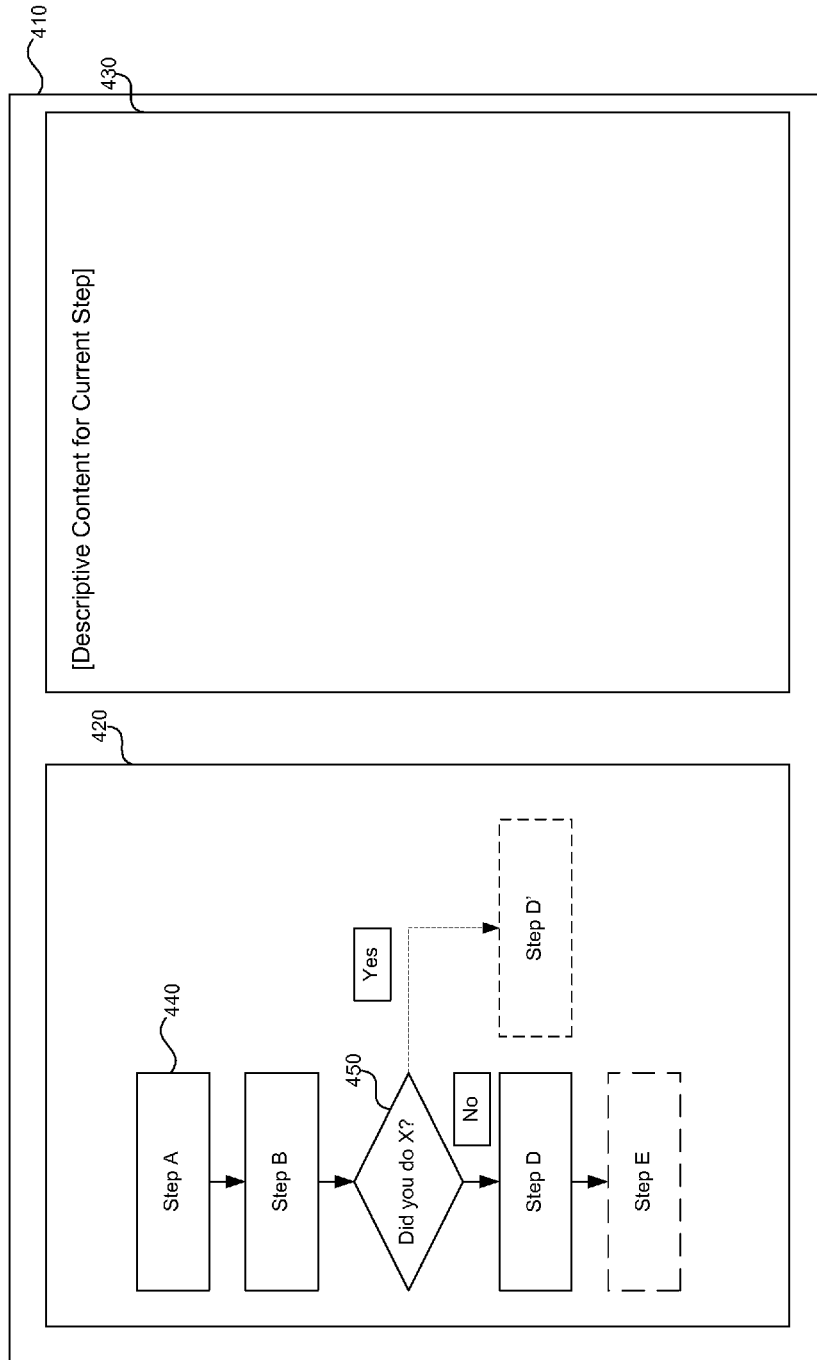 410
420
430
Step A
440
[Descriptive Content for Current Step]
Step B
Did you do X?
450
Yes
No
Step D
Step D'
Step E